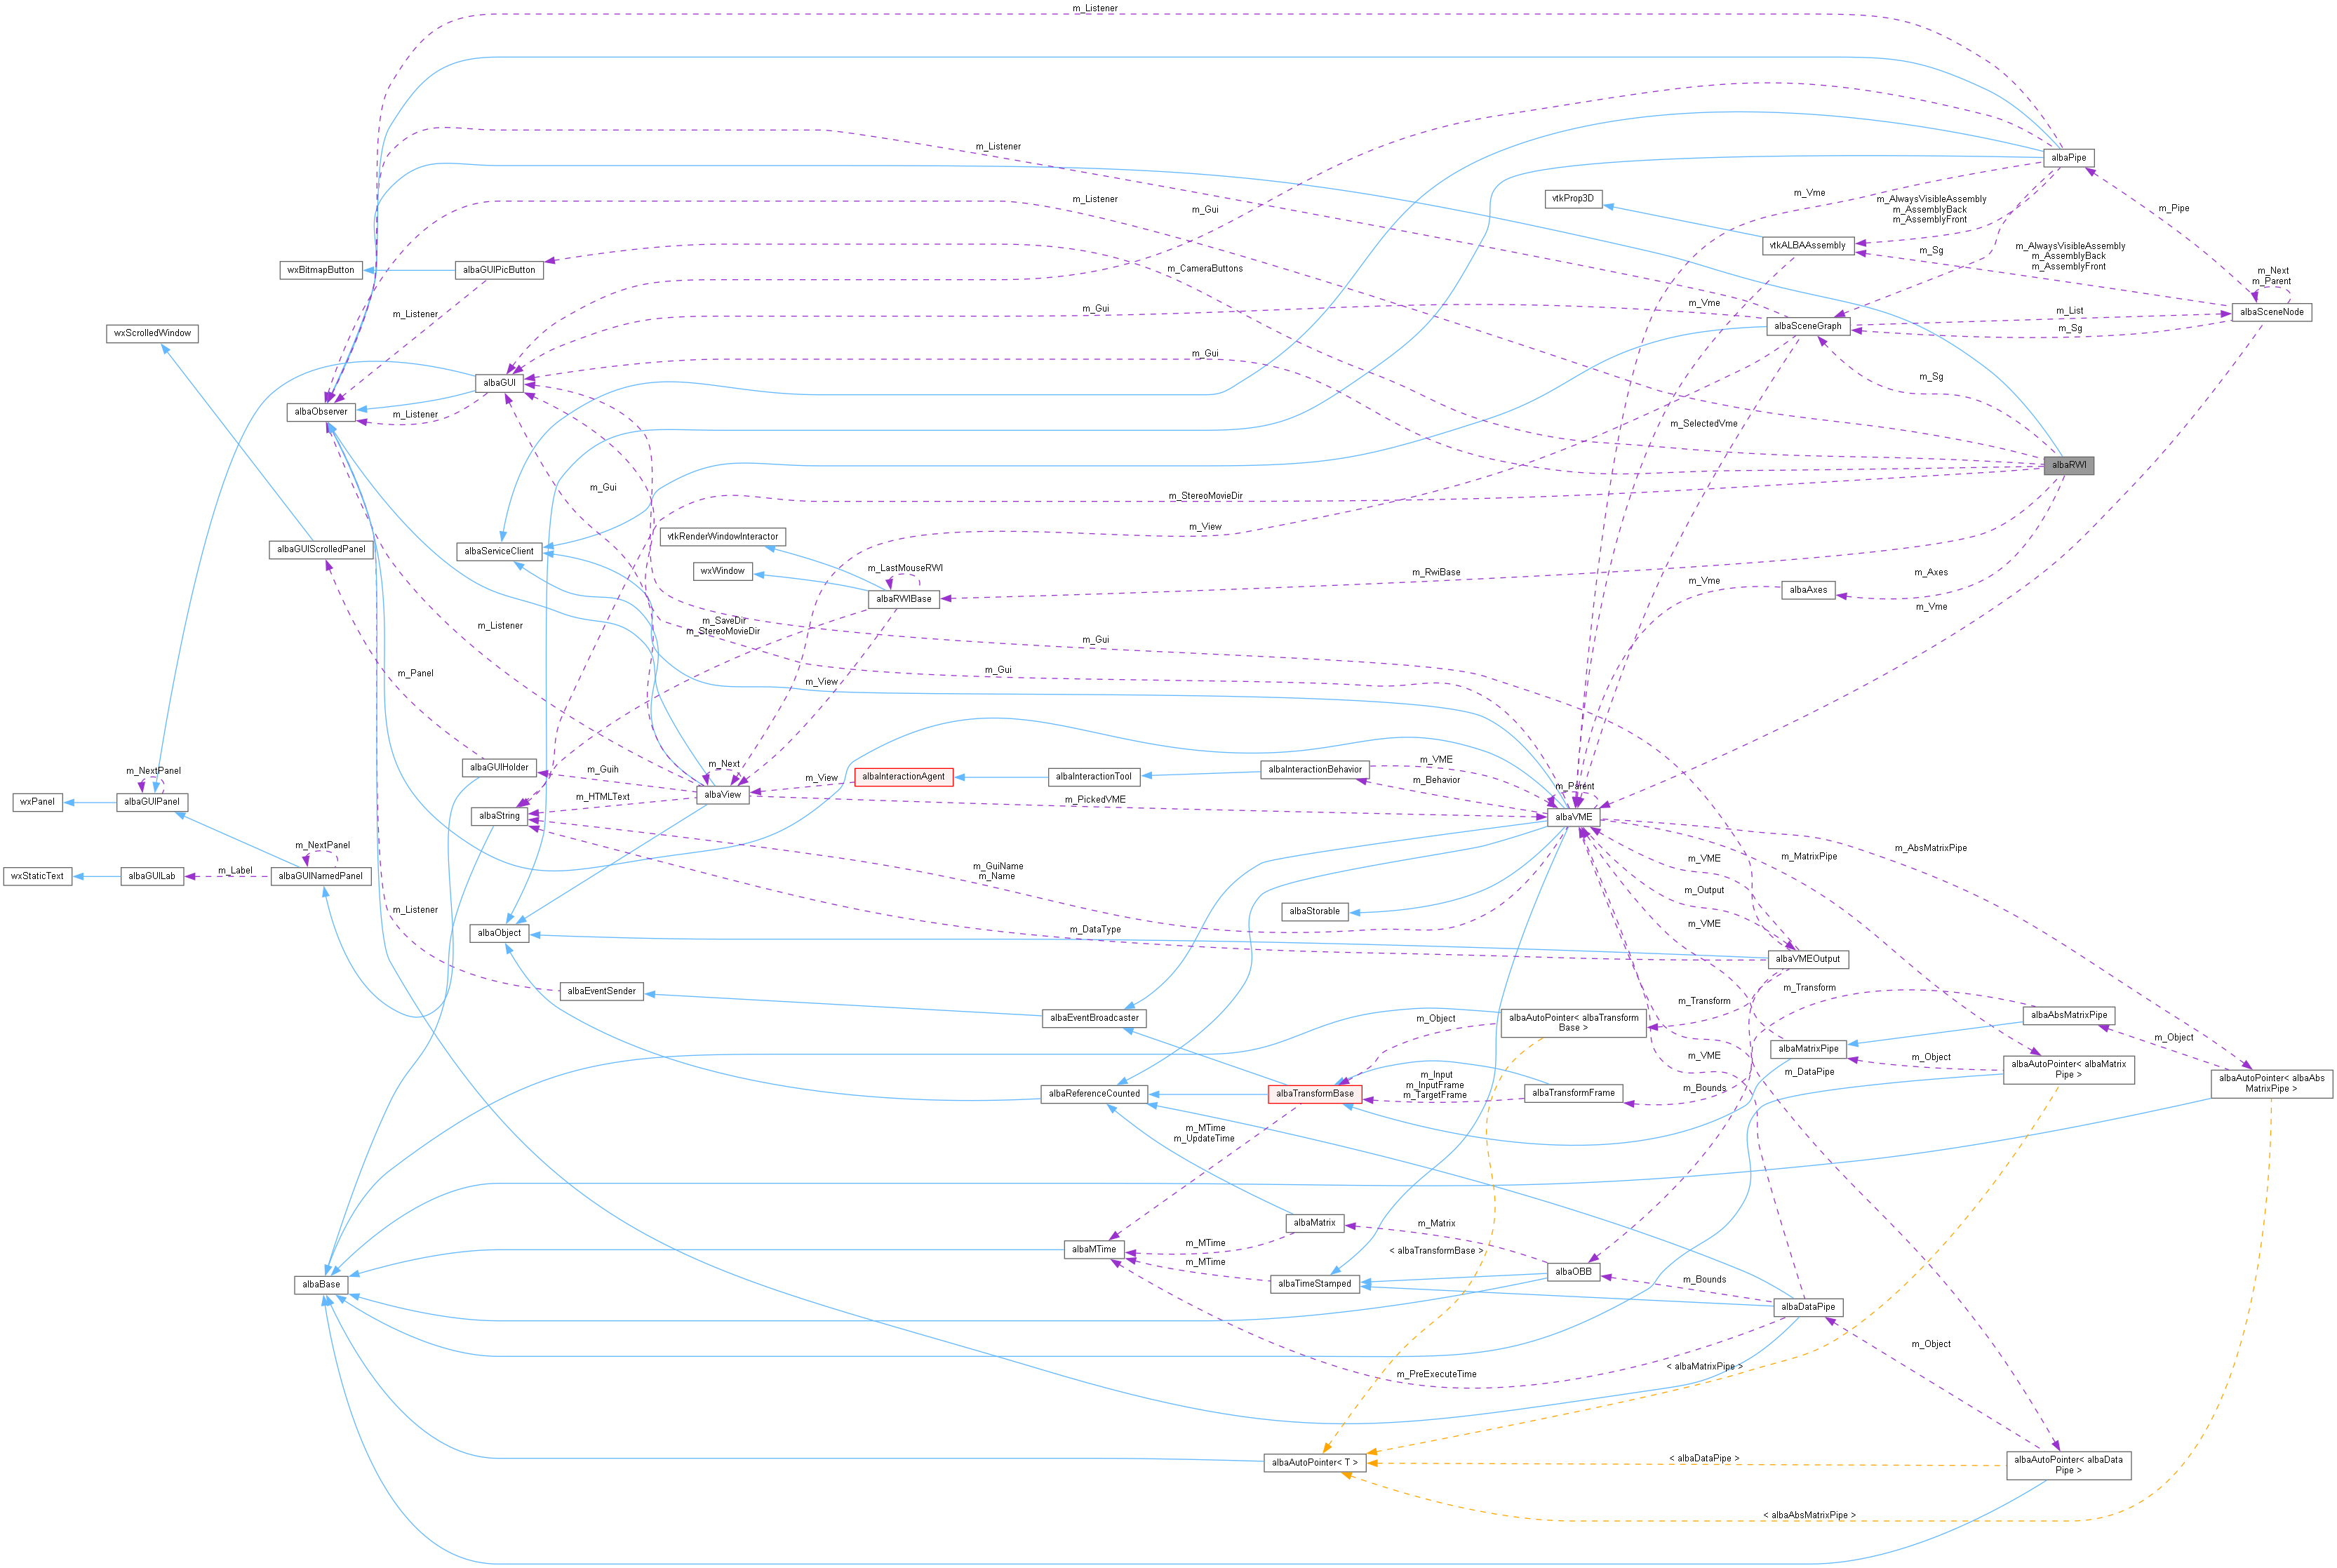 m_Listener
albaPipe
m_Listener
m_Vme
vtkProp3D
m_AlwaysVisibleAssembly
m_AssemblyBack
m_AssemblyFront
m_Listener
m_Gui
m_Pipe
vtkALBAAssembly
m_Sg
m_AlwaysVisibleAssembly
m_AssemblyBack
m_AssemblyFront
wxBitmapButton
albaGUIPicButton
m_CameraButtons
m_Next
m_Parent
m_Listener
m_Gui
m_Vme
m_List
albaSceneNode
wxScrolledWindow
albaSceneGraph
m_Sg
m_Gui
albaGUI
m_Sg
albaObserver
m_Listener
m_SelectedVme
m_Gui
albaRWI
m_StereoMovieDir
m_View
vtkRenderWindowInteractor
albaGUIScrolledPanel
albaServiceClient
wxWindow
m_LastMouseRWI
m_RwiBase
m_Vme
m_Axes
albaRWIBase
albaAxes
m_Vme
m_Listener
m_SaveDir
m_StereoMovieDir
m_Gui
m_Panel
m_Gui
m_View
albaGUIHolder
m_Guih
m_Next
m_NextPanel
m_View
albaInteractionAgent
albaInteractionTool
albaInteractionBehavior
m_VME
m_Behavior
m_Parent
wxPanel
albaGUIPanel
m_HTMLText
albaView
m_PickedVME
albaString
albaVME
m_NextPanel
m_GuiName
m_Name
m_VME
m_MatrixPipe
m_AbsMatrixPipe
wxStaticText
albaGUILab
m_Label
albaGUINamedPanel
m_Output
m_Listener
albaStorable
m_VME
albaObject
m_DataType
albaVMEOutput
albaEventSender
m_Transform
m_Transform
albaEventBroadcaster
m_Object
albaAutoPointer< albaTransform
Base >
albaAbsMatrixPipe
m_Object
albaMatrixPipe
m_VME
m_Object
albaAutoPointer< albaMatrix
Pipe >
m_DataPipe
albaAutoPointer< albaAbs
MatrixPipe >
albaReferenceCounted
albaTransformBase
m_Input
m_InputFrame
m_TargetFrame
albaTransformFrame
m_Bounds
m_MTime
m_UpdateTime
albaMatrix
m_Matrix
m_MTime
albaMTime
< albaTransformBase >
m_MTime
albaBase
albaTimeStamped
albaOBB
m_Bounds
albaDataPipe
m_Object
m_PreExecuteTime
< albaMatrixPipe >
albaAutoPointer< T >
< albaDataPipe >
albaAutoPointer< albaData
Pipe >
< albaAbsMatrixPipe >